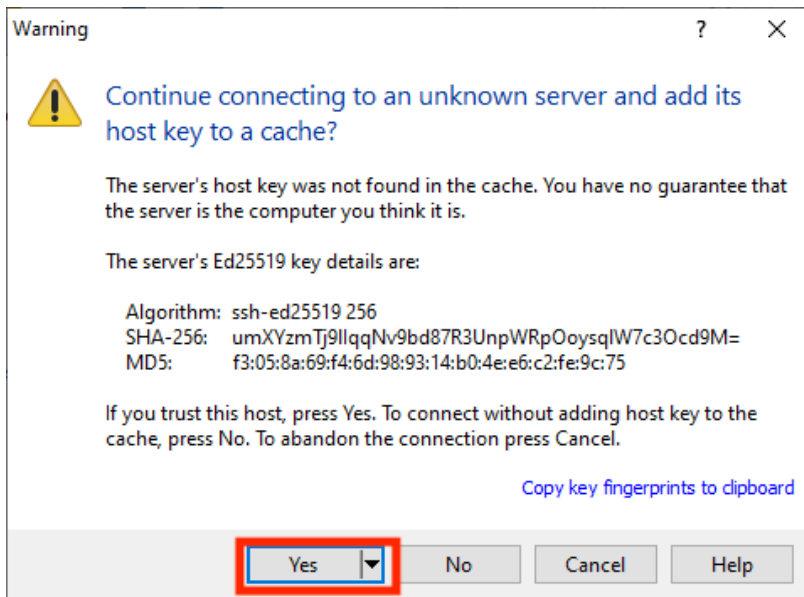 Warning
?
Continue connecting to an unknown server and add its
host key to a cache?
The server's host key was not found in the cache. You have no guarantee that
the server is the computer you think it is.
The server's Ed25519 key details are:
Algorithm: ssh-ed25519 256
SHA-256: umXYzmTj9IlqqNv9bd87R3UnpWRpOoysqlW7c3Ocd9M=
MD5: f3:05:8a:69:f4:6d:98:93:14:b0:4e:e6:c2:fe:9c:75
If you trust this host, press Yes. To connect without adding host key to the
cache, press No. To abandon the connection press Cancel.
Copy key fingerprints to clipboard
Yes No Cancel Help